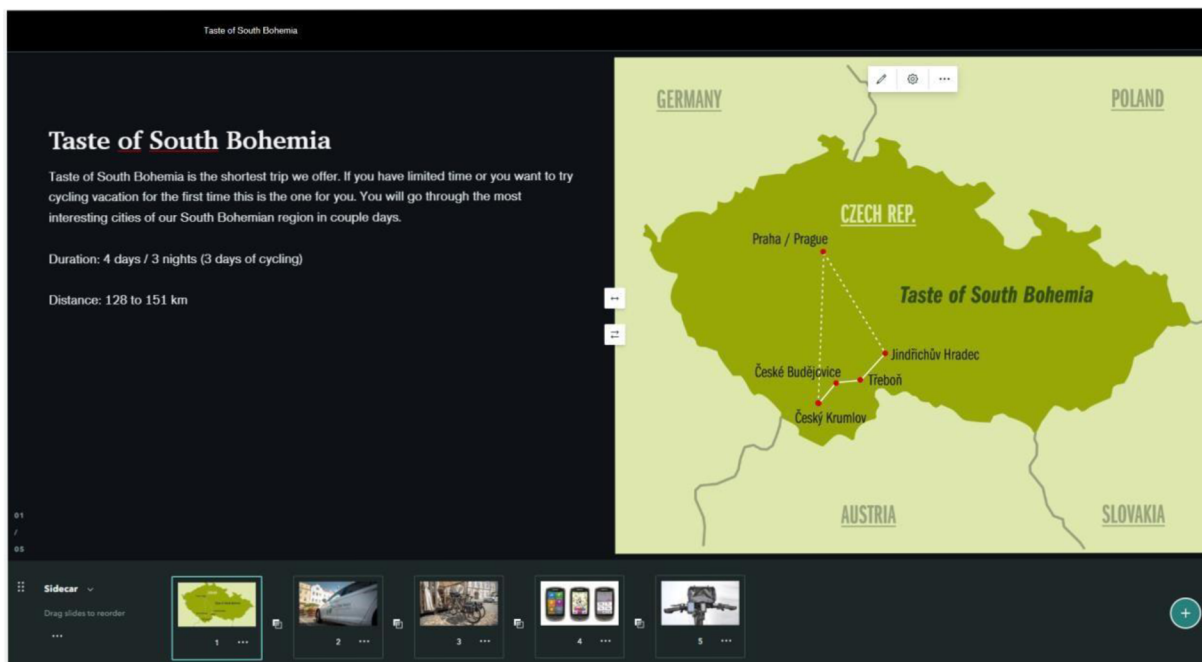 Taste of South Bohemia
Taste of South Bohemia
Taste of South Bohemia is the shortest trip we offer. If you have limited time or you want to try
cycling vacation for the first time this is the one for you. You will go through the most
interesting cities of our South Bohemian region in couple days.
Duration: 4 days / 3 nights (3 days of cycling)
Distance: 128 to 151 km
GERMANY
POLAND
CZECH REP.
Praha / Prague
Taste of South Bohemia
Jindřichův Hradec
České Budějovice
Třeboň
Český Krumlov
AUSTRIA
SLOVAKIA
01
/
05
Sidecar
Drag slides to reorder
1
2
3
4
5